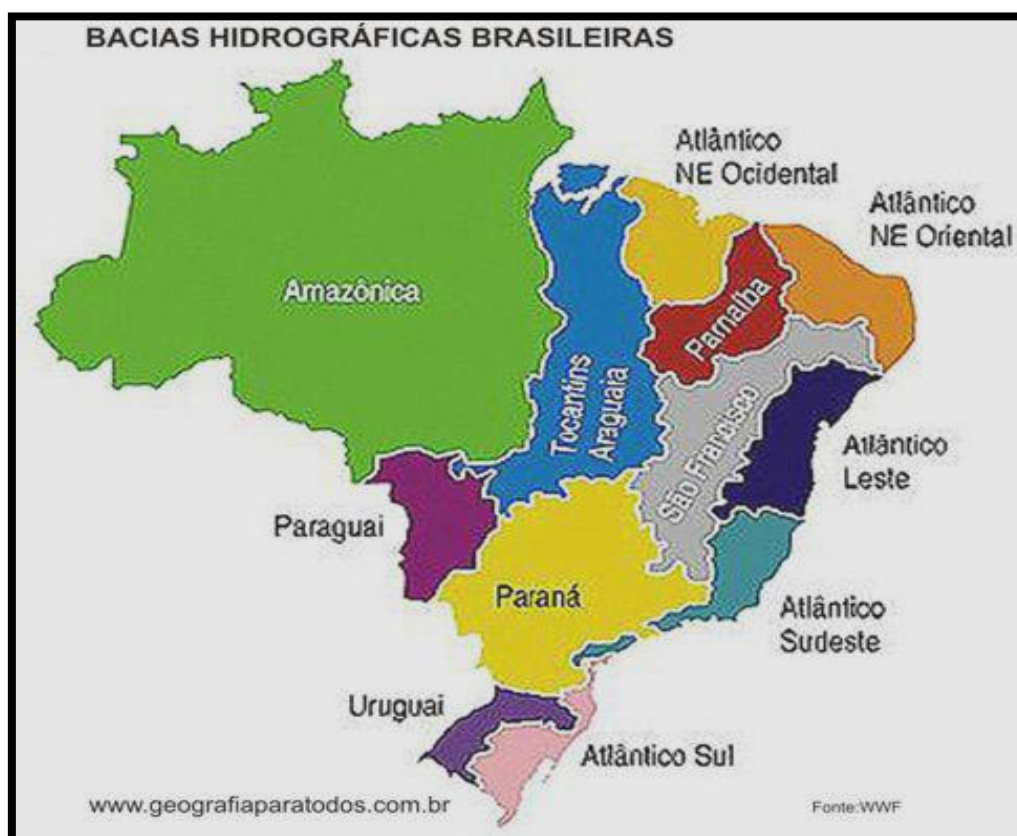 BACIAS HIDROGRÁFICAS BRASILEIRAS
Atlântico
NE Ocidental
Atlântico
NE Oriental
Amazônica
Parnalba
Tocantins
Araguaia
São Francisco
Atlântico
Leste
Paraguai
Paraná
Atlântico
Sudeste
Uruguai
Atlântico Sul
www.geografiaparatodos.com.br
Fonte:WWF